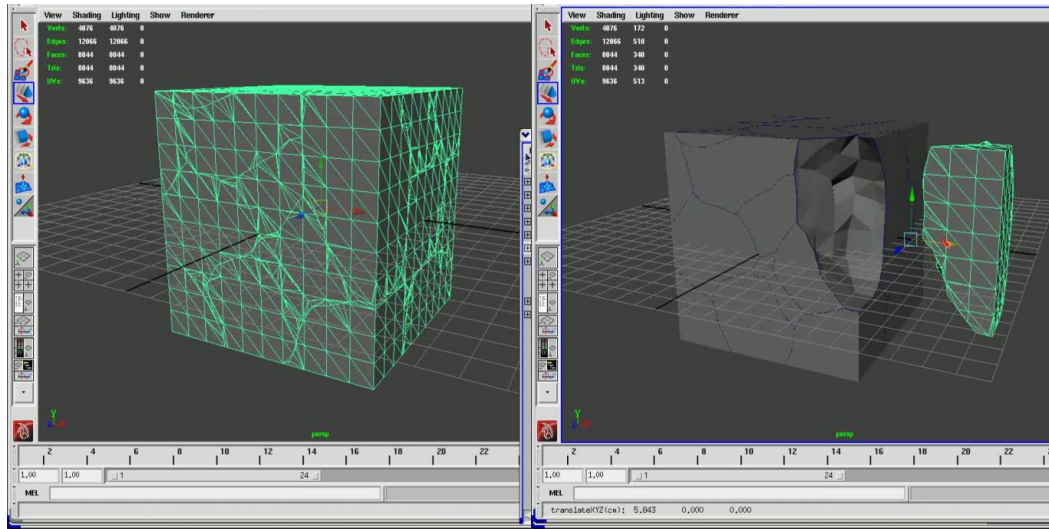 View Shading Lighting Show Renderer
Verts: 4076 4076 0
Edges: 12066 12066 0
Faces: 8044 8044 0
Tris: 8044 8044 0
UVs: 9636 9636 0
y
persp
2 4 6 8 10 12 14 16 18 20 22
1.00 1.00 1 24
MEL
View Shading Lighting Show Renderer
Verts: 4076 172 0
Edges: 12066 510 0
Faces: 8044 340 0
Tris: 8044 340 0
UVs: 9636 513 0
y
persp
2 4 6 8 10 12 14 16 18 20 22
1.00 1.00 1 24
MEL
translateXYZ(cm): 5.843 0.000 0.000